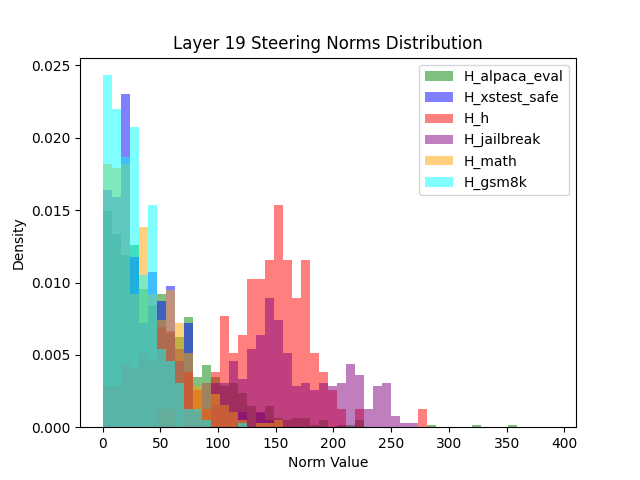 Layer 19 Steering Norms Distribution
H_alpaca_eval
H_xstest_safe
H_h
H_jailbreak
H_math
H_gsm8k
Density
0.025
0.020
0.015
0.010
0.005
0.000
0 50 100 150 200 250 300 350 400
Norm Value